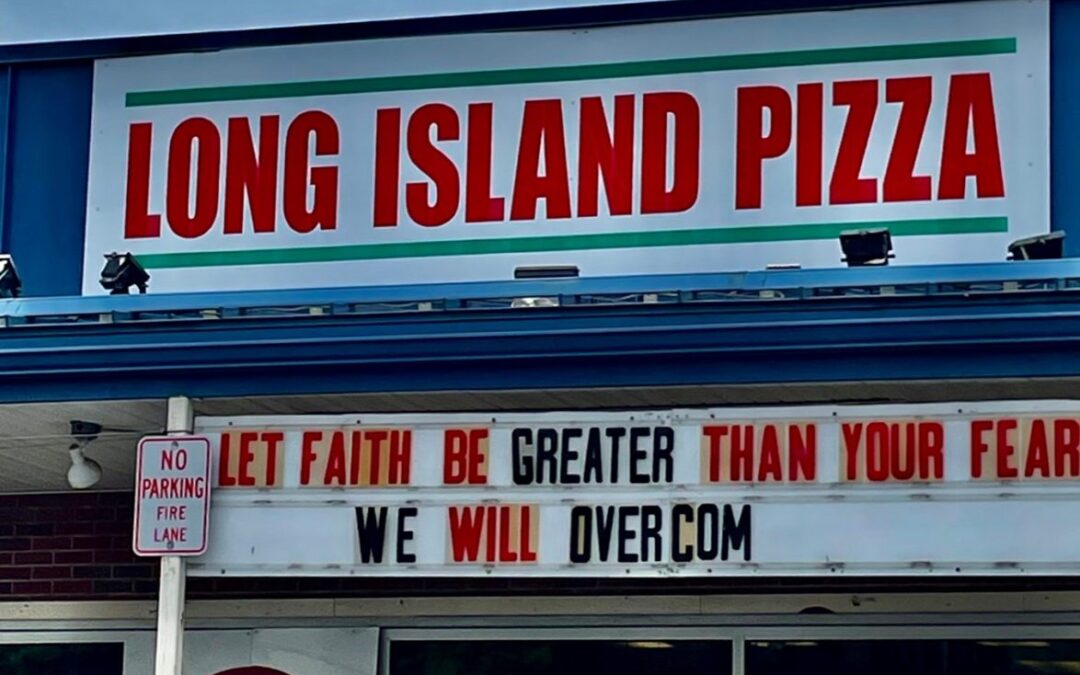 LONG ISLAND PIZZA
LET FAITH BE GREATER THAN YOUR FEAR
WE WILL OVERCOM
NO
PARKING
FIRE
LANE